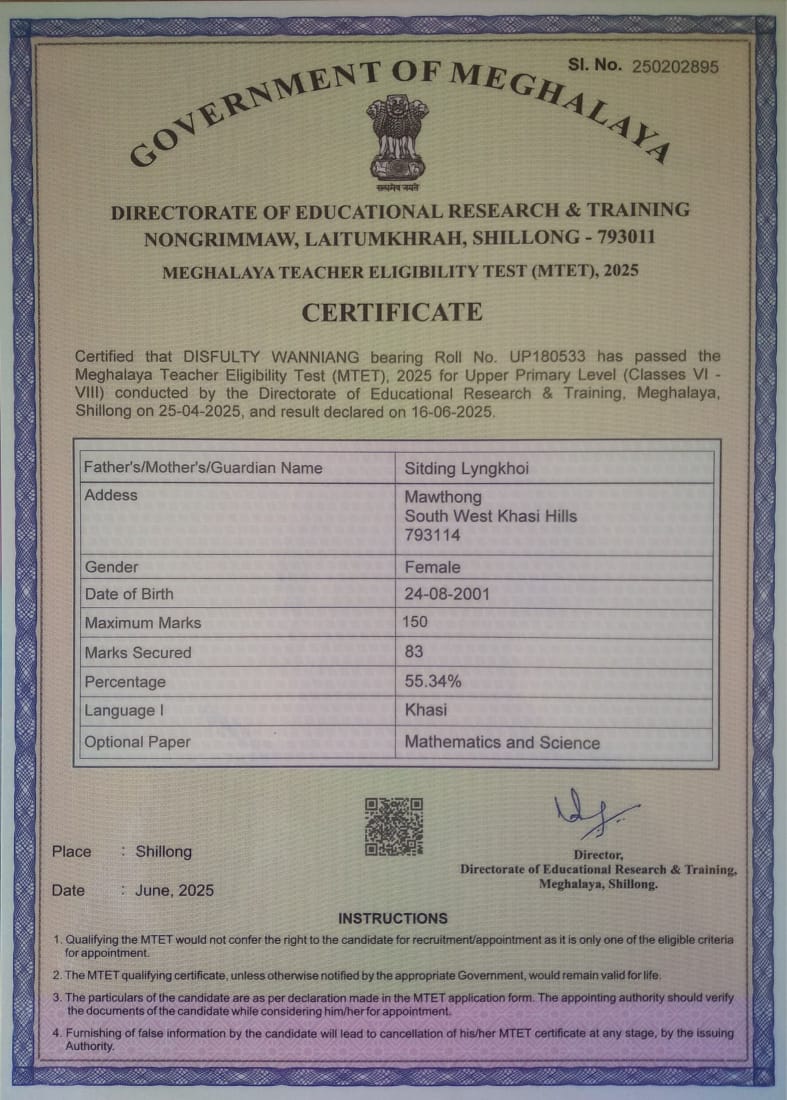 Sl. No. 250202895
GOVERNMENT OF MEGHALAYA
सत्यमेव जयते
DIRECTORATE OF EDUCATIONAL RESEARCH & TRAINING
NONGRIMMAW, LAITUMKHRAH, SHILLONG - 793011
MEGHALAYA TEACHER ELIGIBILITY TEST (MTET), 2025
CERTIFICATE
Certified that DISFULTY WANNIANG bearing Roll No. UP180533 has passed the
Meghalaya Teacher Eligibility Test (MTET), 2025 for Upper Primary Level (Classes VI -
VIII) conducted by the Directorate of Educational Research & Training, Meghalaya,
Shillong on 25-04-2025, and result declared on 16-06-2025.
Father's/Mother's/Guardian Name Sitding Lyngkhoi
Addess Mawthong
South West Khasi Hills
793114
Gender Female
Date of Birth 24-08-2001
Maximum Marks 150
Marks Secured 83
Percentage 55.34%
Language I Khasi
Optional Paper Mathematics and Science
Place : Shillong
Date : June, 2025
Director,
Directorate of Educational Research & Training,
Meghalaya, Shillong.
INSTRUCTIONS
1. Qualifying the MTET would not confer the right to the candidate for recruitment/appointment as it is only one of the eligible criteria
for appointment.
2. The MTET qualifying certificate, unless otherwise notified by the appropriate Government, would remain valid for life.
3. The particulars of the candidate are as per declaration made in the MTET application form. The appointing authority should verify
the documents of the candidate while considering him/her for appointment.
4. Furnishing of false information by the candidate will lead to cancellation of his/her MTET certificate at any stage, by the issuing
Authority.